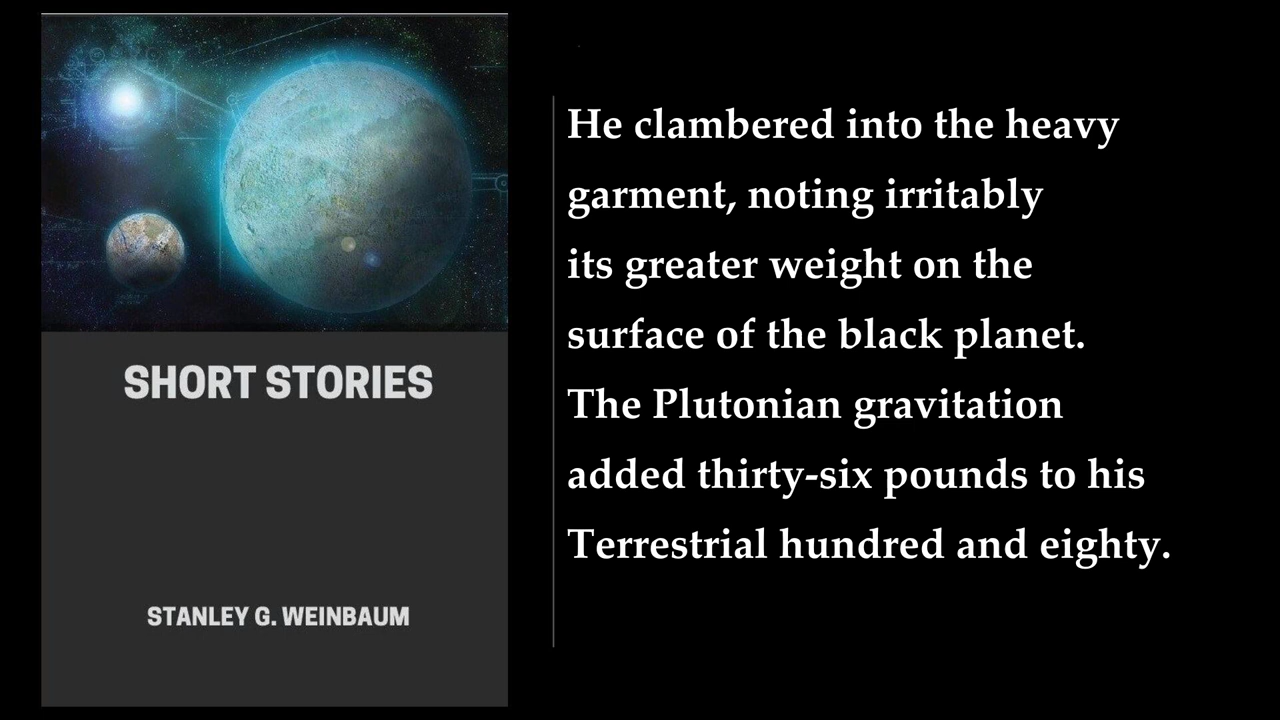 SHORT STORIES
STANLEY G. WEINBAUM
He clambered into the heavy
garment, noting irritably
its greater weight on the
surface of the black planet.
The Plutonian gravitation
added thirty-six pounds to his
Terrestrial hundred and eighty.